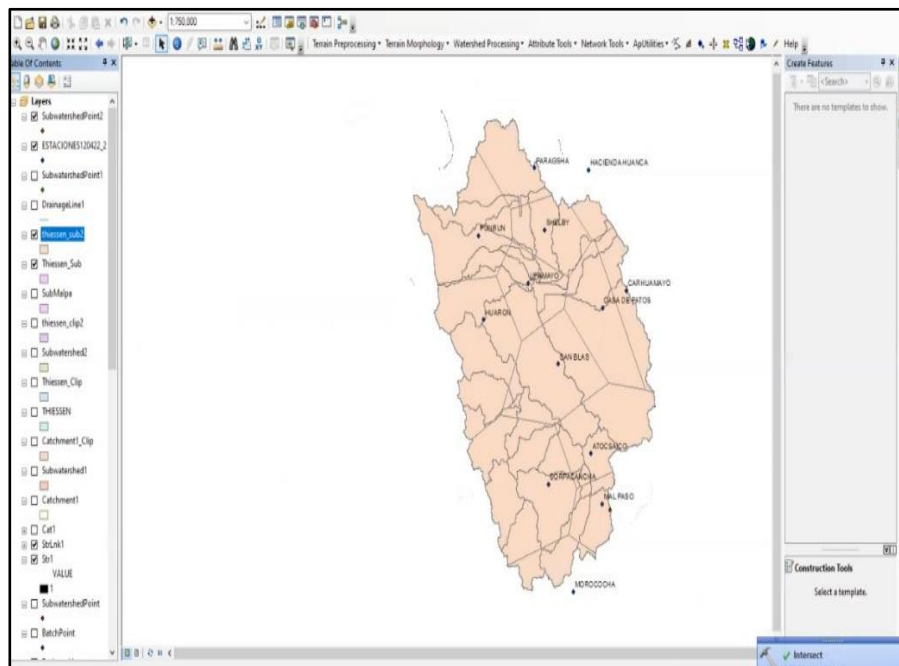 1:750,000
Terrain Preprocessing Terrain Morphology Watershed Processing Attribute Tools Network Tools ApUtilities Help
Table Of Contents
Layers
SubwatershedPoint2
ESTACIONES120422_2
SubwatershedPoint1
DrainageLine1
thiessen_sub2
Thiessen_Sub
SubMalpa
thiessen_clip2
Subwatershed2
Thiessen_Clip
THIESSEN
Catchment1_Clip
Subwatershed1
Catchment1
Cat1
StrLnk1
Str1
VALUE
1
SubwatershedPoint
BatchPoint
PARAGSHA
HACIENDA HUANCA
SHELBY
UPAMAYO
CARHUAMAYO
CASA DE PATOS
HUARON
SAN BLAS
ATOCSAICO
MAL PASO
MOROCOCHA
Create Features
<Search>
There are no templates to show.
Construction Tools
Select a template.
Intersect